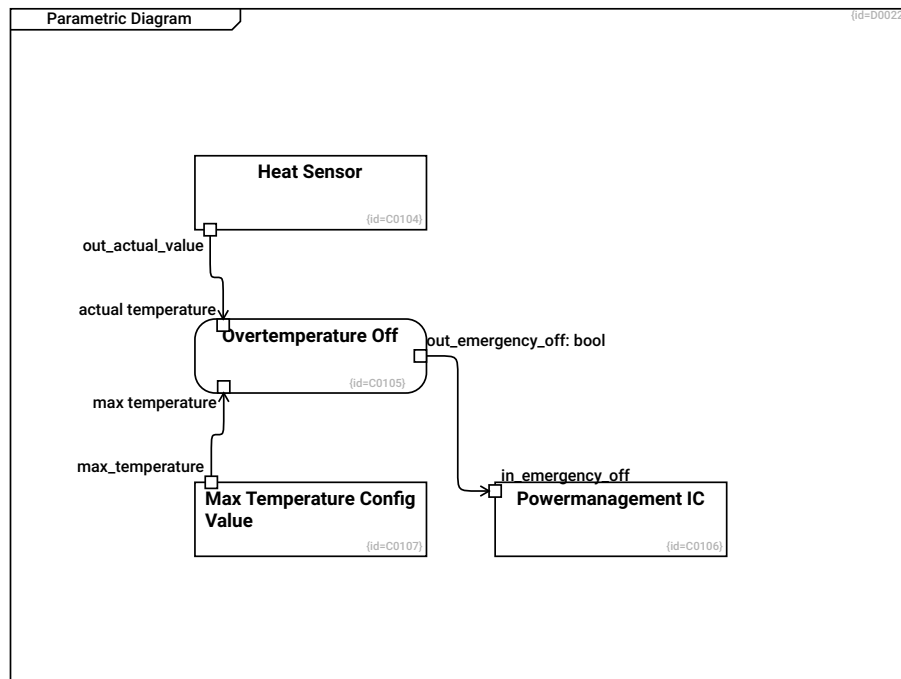 Parametric Diagram
{id=D0022
Heat Sensor
{id=C0104}
out_actual_value
actual temperature
Overtemperature Off
out_emergency_off: bool
{id=C0105}
max temperature
max_temperature
in_emergency_off
Max Temperature Config
Value
Powermanagement IC
{id=C0107}
{id=C0106}